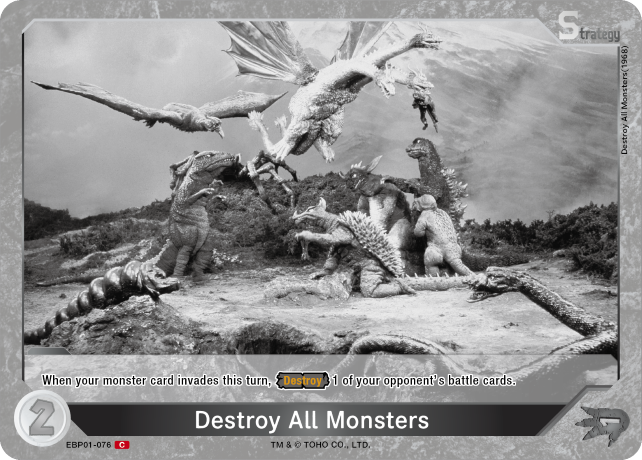 Strategy
Destroy All Monsters(1968)
When your monster card invades this turn, Destroy 1 of your opponent's battle cards.
2
Destroy All Monsters
EBP01-076 C
TM & © TOHO CO., LTD.